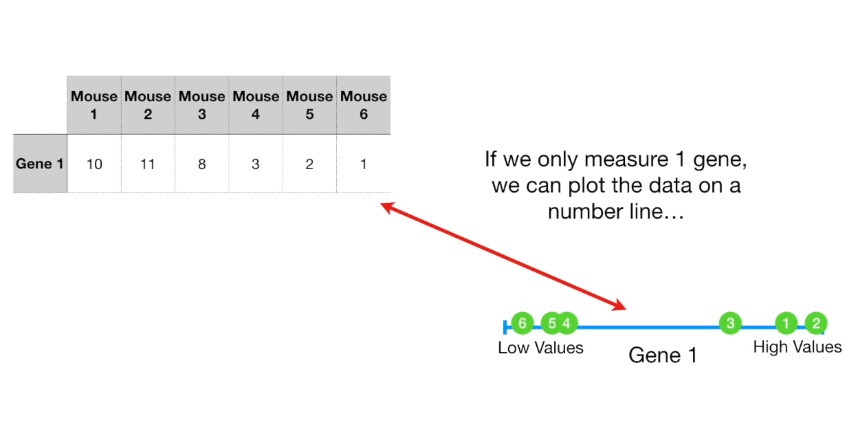 Mouse 1 Mouse 2 Mouse 3 Mouse 4 Mouse 5 Mouse 6
Gene 1 10 11 8 3 2 1
If we only measure 1 gene,
we can plot the data on a
number line…
6 5 4 3 1 2
Low Values Gene 1 High Values